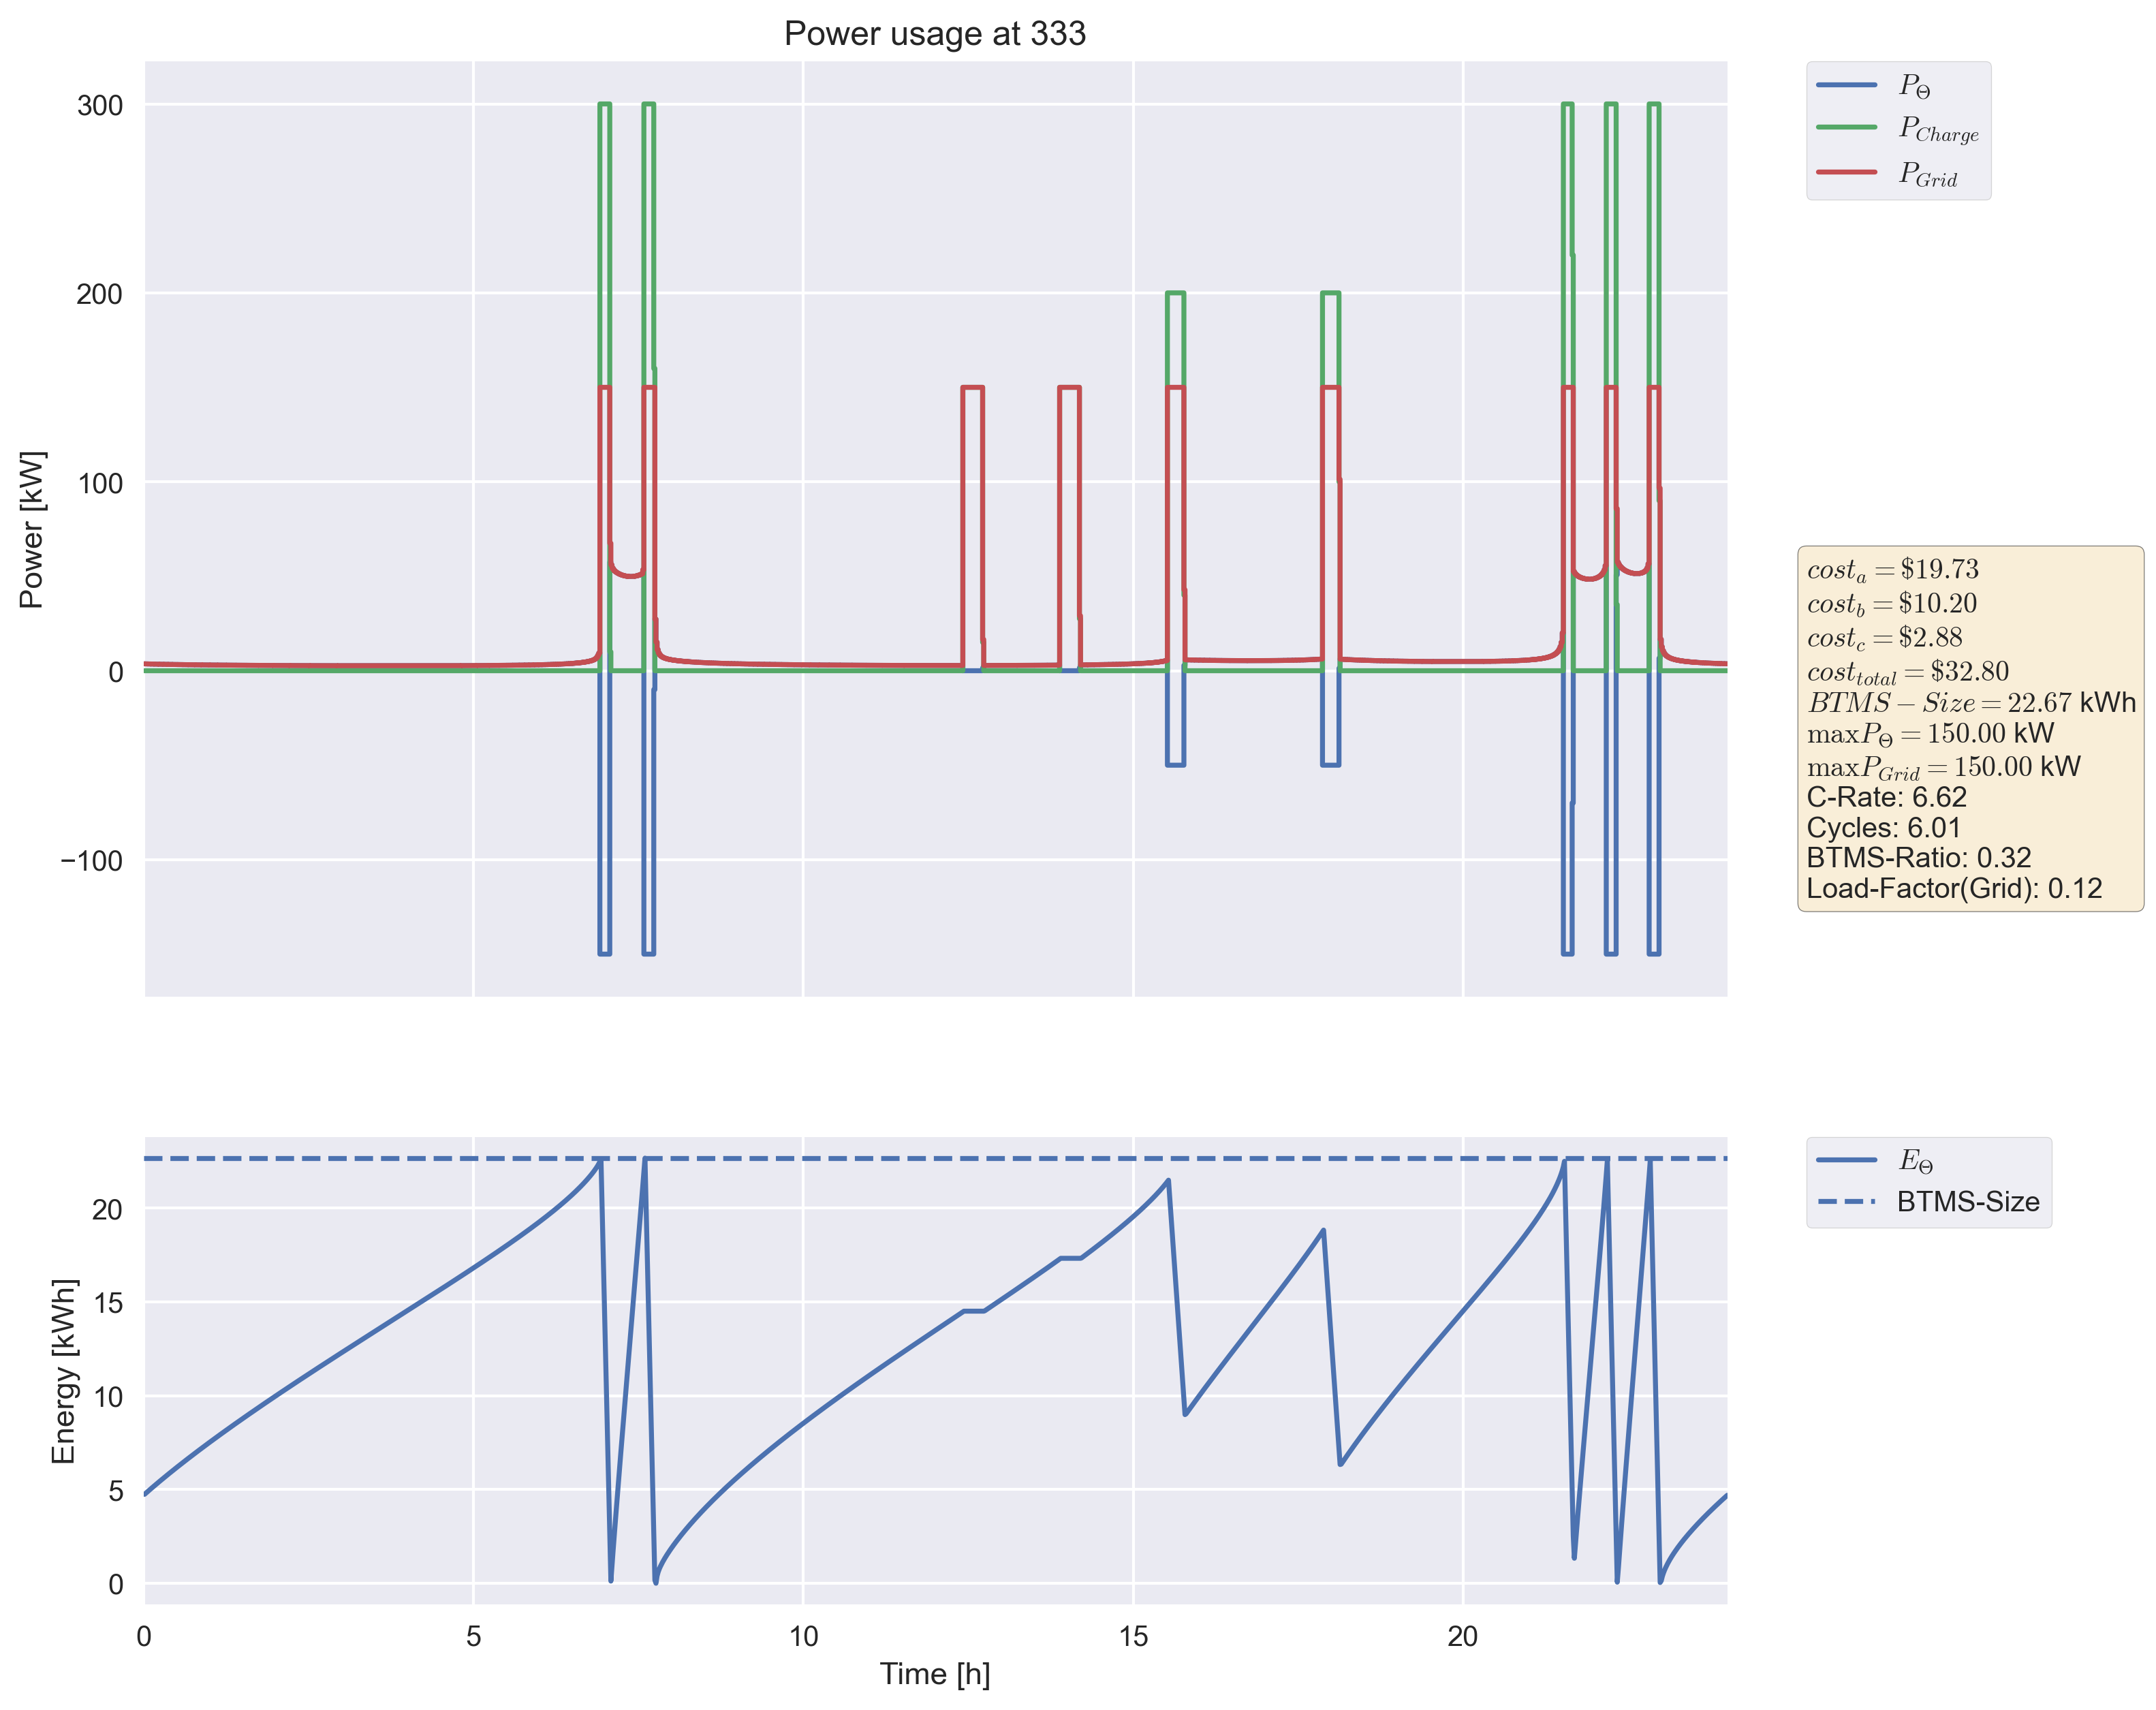 Power usage at 333
300
200
100
0
−100
Power [kW]
P_Θ
P_Charge
P_Grid
cost_a = $19.73
cost_b = $10.20
cost_c = $2.88
cost_total = $32.80
BTMS − Size = 22.67 kWh
max P_Θ = 150.00 kW
max P_Grid = 150.00 kW
C-Rate: 6.62
Cycles: 6.01
BTMS-Ratio: 0.32
Load-Factor(Grid): 0.12
20
15
10
5
0
Energy [kWh]
E_Θ
BTMS-Size
0 5 10 15 20
Time [h]